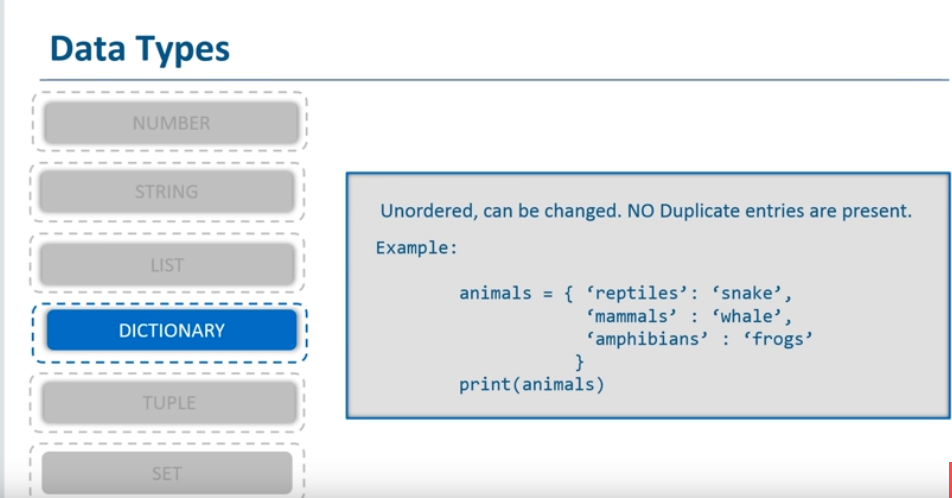 Data Types
NUMBER
STRING
LIST
DICTIONARY
TUPLE
SET
Unordered, can be changed. NO Duplicate entries are present.
Example:
animals = { ‘reptiles’: ‘snake’,
‘mammals’ : ‘whale’,
‘amphibians’ : ‘frogs’
}
print(animals)